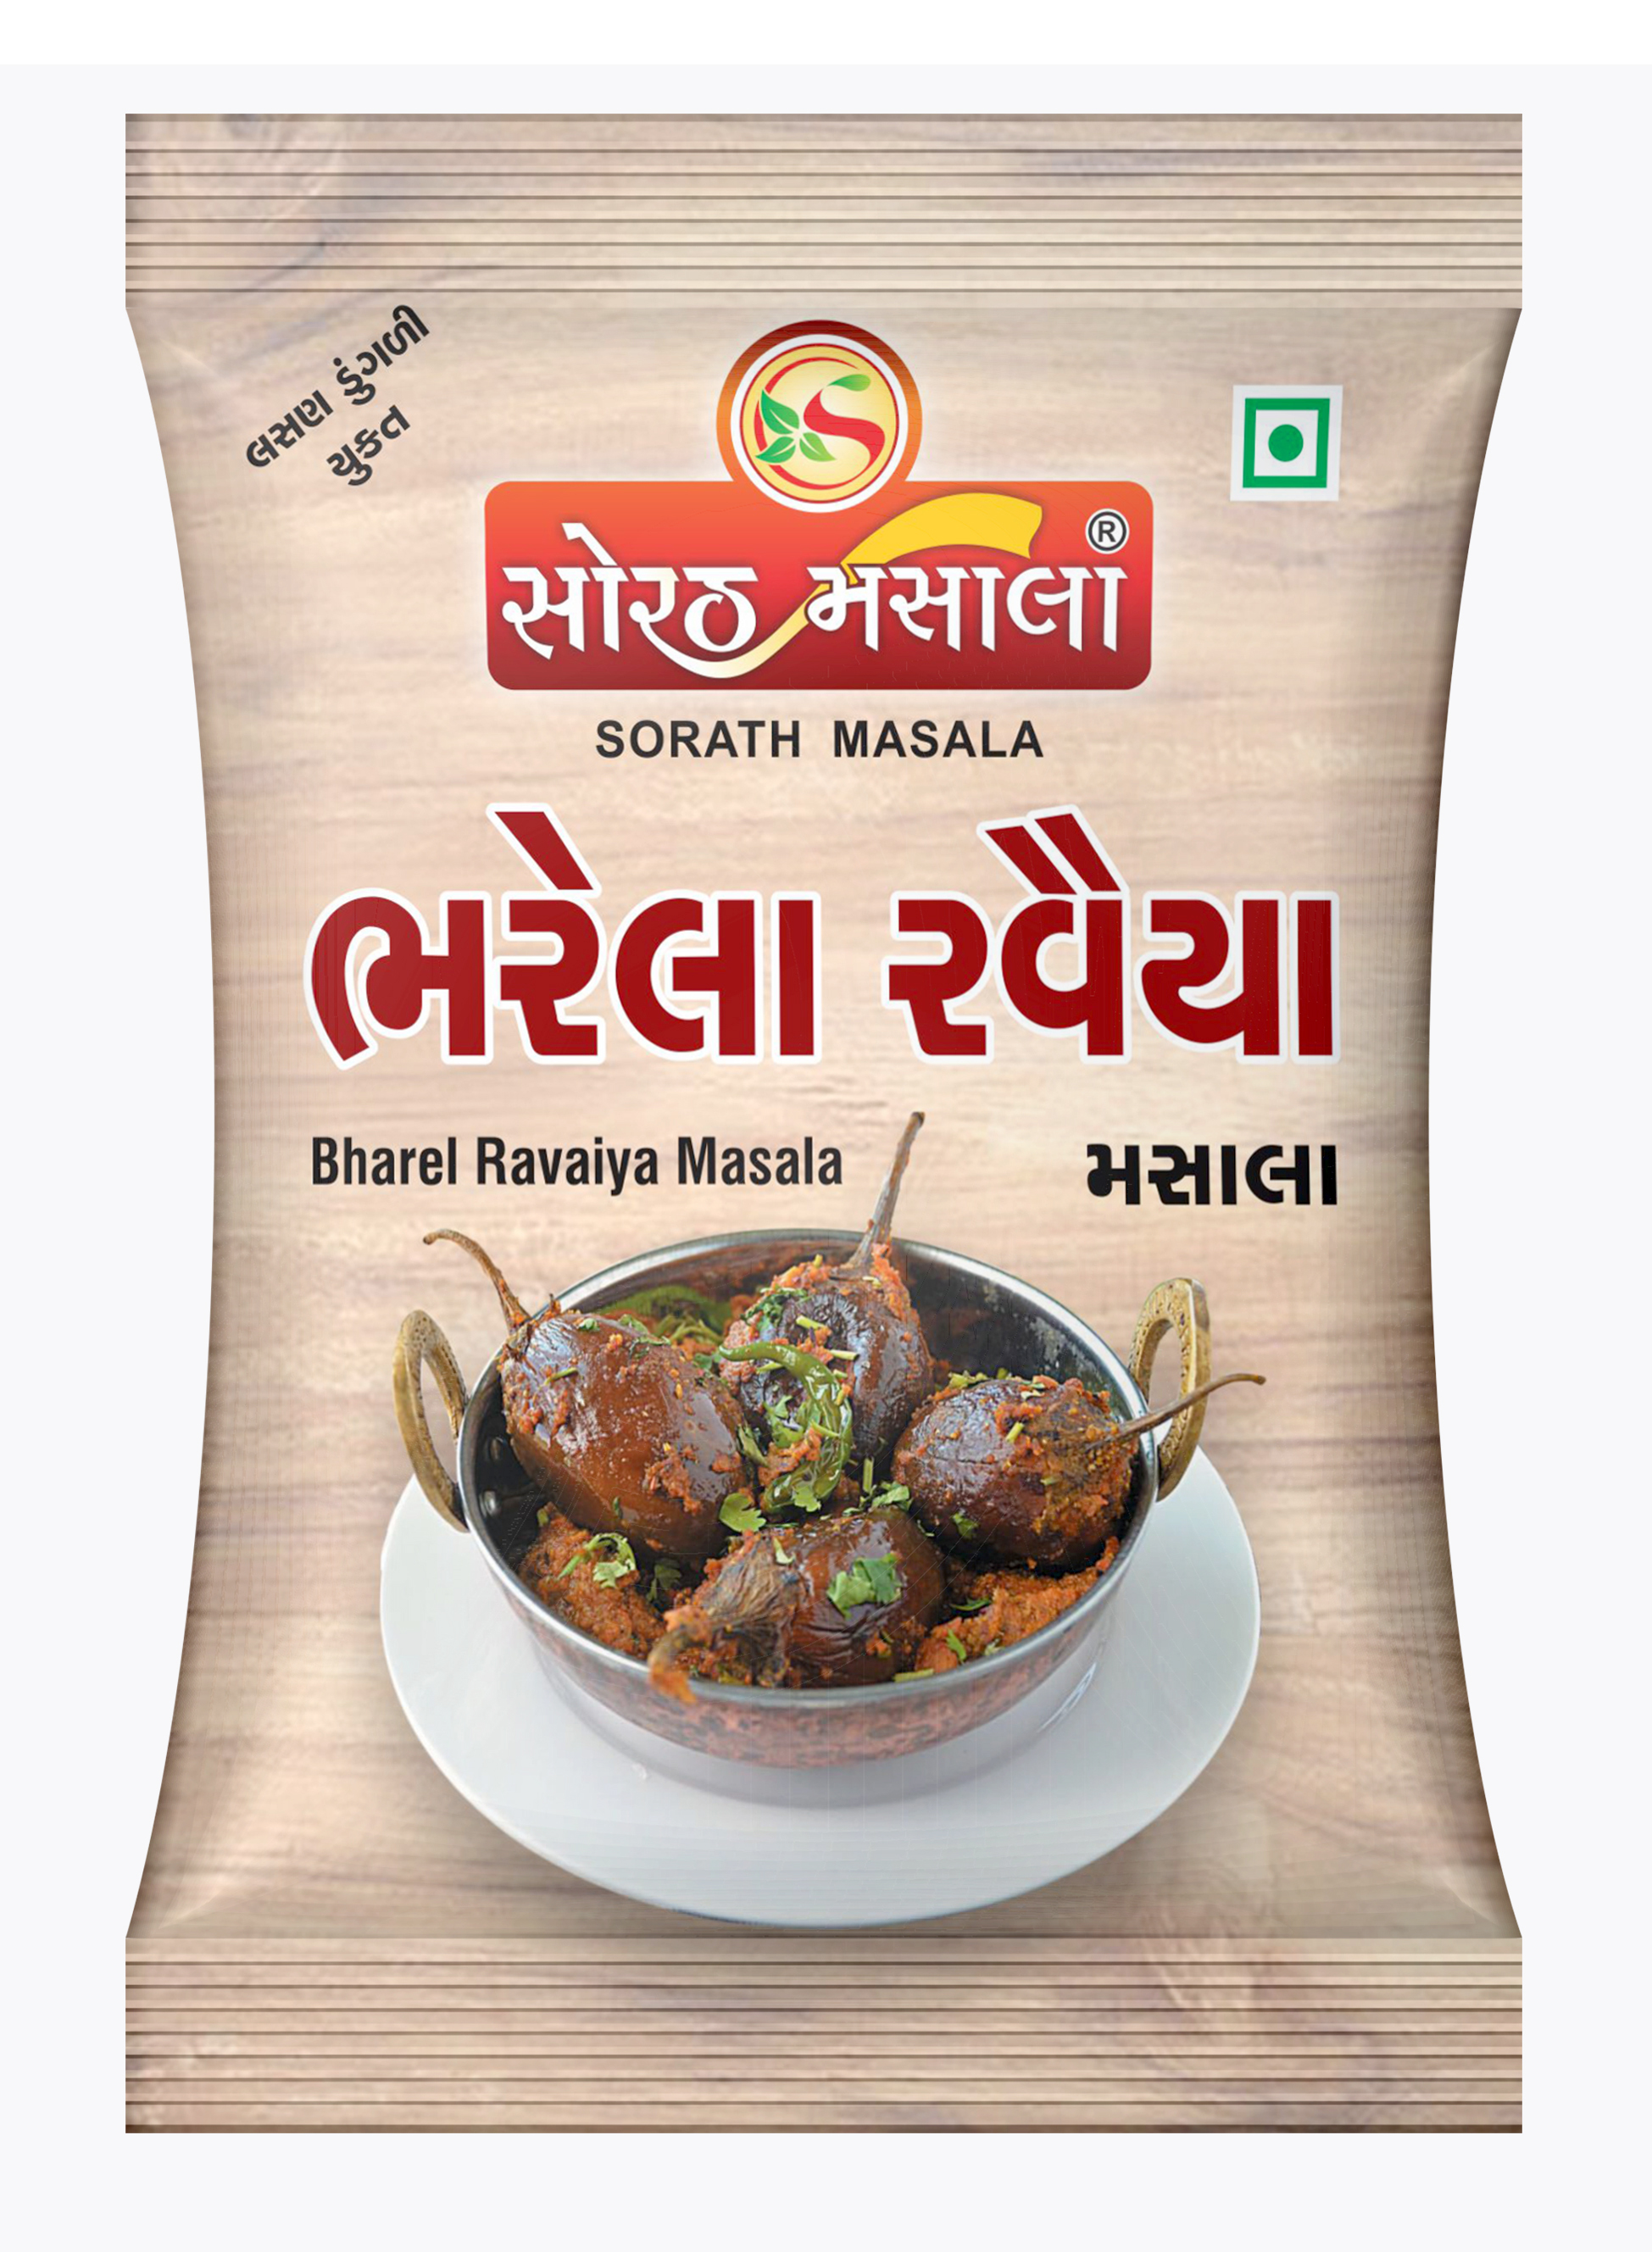 લસણ ડુંગળી
યુકત
સોરઠ મસાલા
®
SORATH MASALA
ભરેલા રવૈયા
Bharel Ravaiya Masala
મસાલા